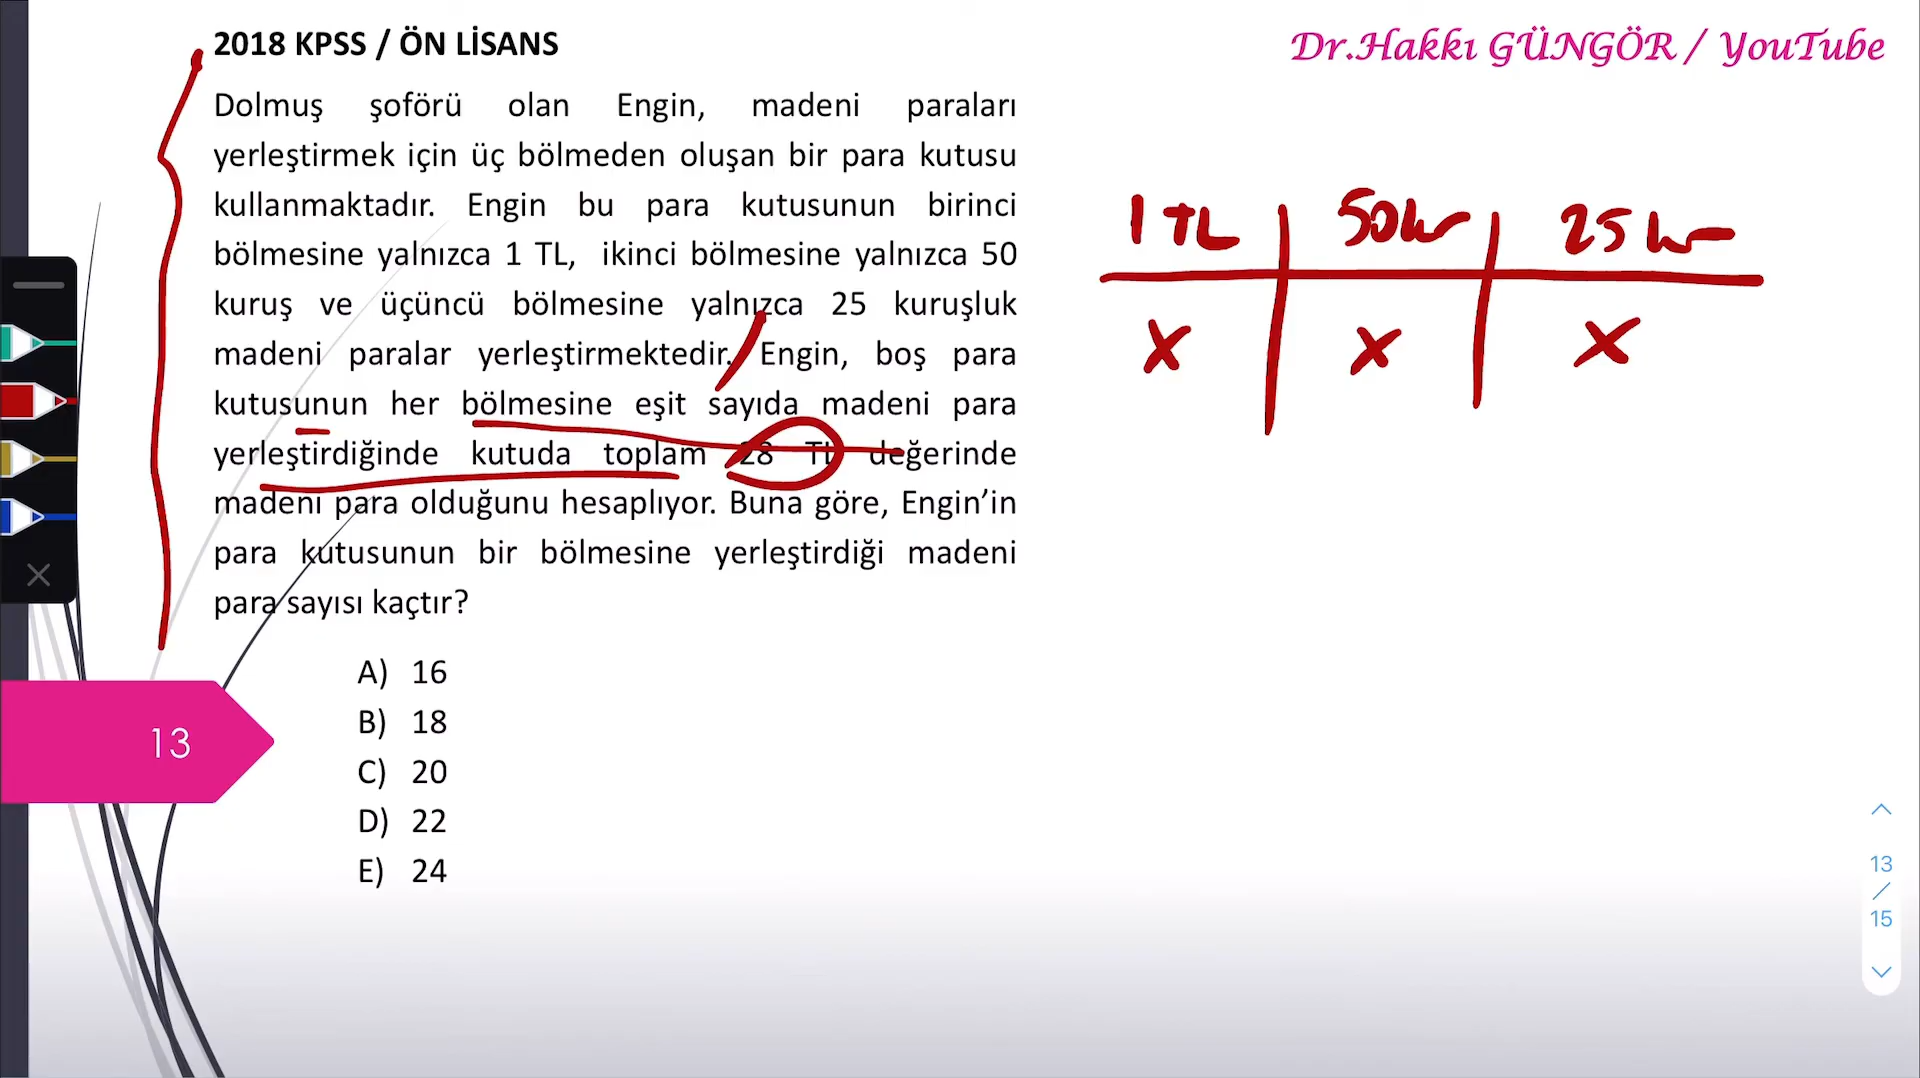 2018 KPSS / ÖN LİSANS
Dr.Hakkı GÜNGÖR / YouTube
Dolmuş şoförü olan Engin, madeni paraları
yerleştirmek için üç bölmeden oluşan bir para kutusu
kullanmaktadır. Engin bu para kutusunun birinci
bölmesine yalnızca 1 TL, ikinci bölmesine yalnızca 50
kuruş ve üçüncü bölmesine yalnızca 25 kuruşluk
madeni paralar yerleştirmektedir. Engin, boş para
kutusunun her bölmesine eşit sayıda madeni para
yerleştirdiğinde kutuda toplam 28 TL değerinde
madeni para olduğunu hesaplıyor. Buna göre, Engin’in
para kutusunun bir bölmesine yerleştirdiği madeni
para sayısı kaçtır?
A) 16
B) 18
C) 20
D) 22
E) 24
1 TL 50 kr 25 kr
x x x
13
13
/
15